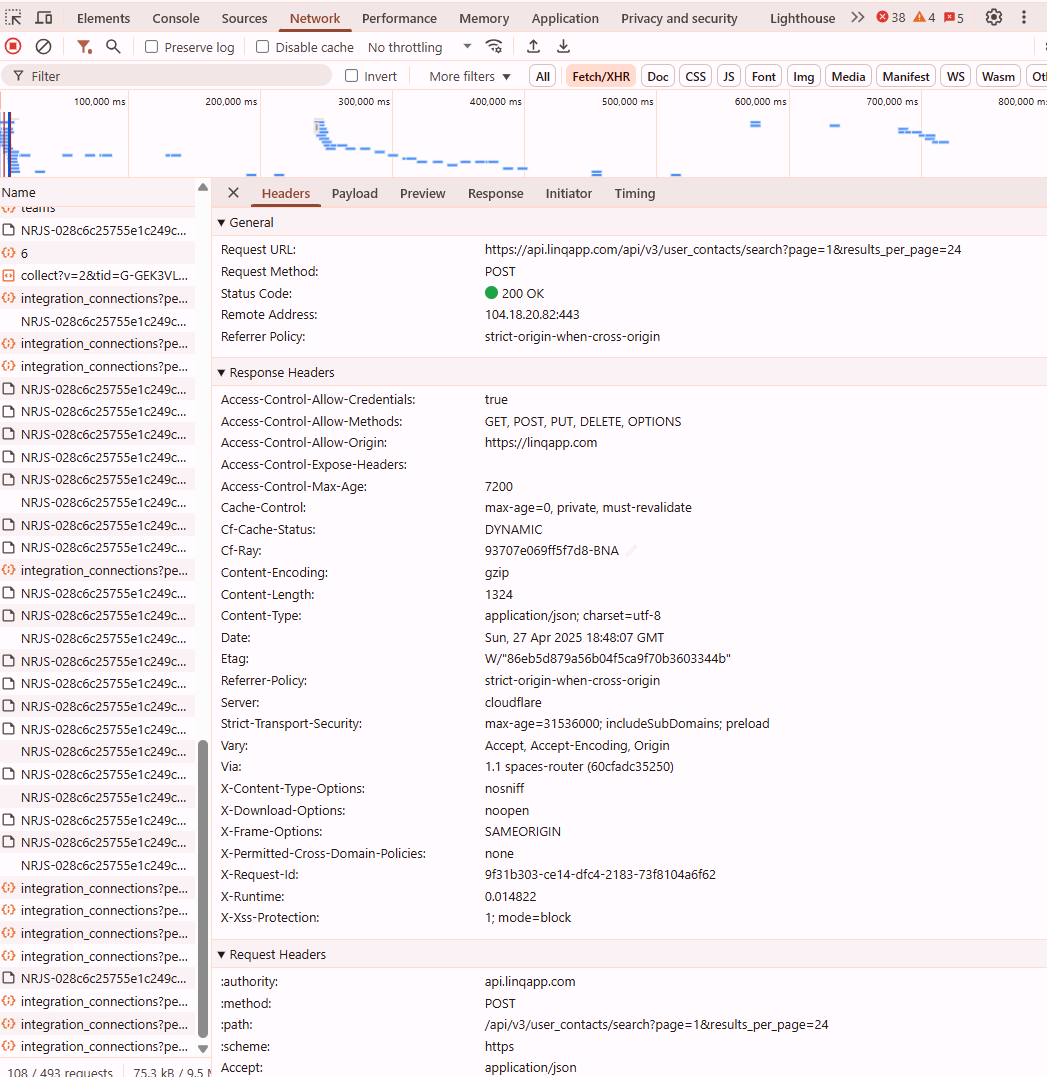 Elements Console Sources Network Performance Memory Application Privacy and security Lighthouse 38 4 5
Preserve log Disable cache No throttling
Filter Invert More filters All Fetch/XHR Doc CSS JS Font Img Media Manifest WS Wasm
100,000 ms 200,000 ms 300,000 ms 400,000 ms 500,000 ms 600,000 ms 700,000 ms 800,000
Name
teams
NRJS-028c6c25755e1c249c...
6
collect?v=2&tid=G-GEK3VL...
integration_connections?pe...
NRJS-028c6c25755e1c249c...
integration_connections?pe...
integration_connections?pe...
NRJS-028c6c25755e1c249c...
NRJS-028c6c25755e1c249c...
NRJS-028c6c25755e1c249c...
NRJS-028c6c25755e1c249c...
NRJS-028c6c25755e1c249c...
NRJS-028c6c25755e1c249c...
NRJS-028c6c25755e1c249c...
NRJS-028c6c25755e1c249c...
integration_connections?pe...
NRJS-028c6c25755e1c249c...
NRJS-028c6c25755e1c249c...
NRJS-028c6c25755e1c249c...
NRJS-028c6c25755e1c249c...
NRJS-028c6c25755e1c249c...
NRJS-028c6c25755e1c249c...
NRJS-028c6c25755e1c249c...
NRJS-028c6c25755e1c249c...
NRJS-028c6c25755e1c249c...
NRJS-028c6c25755e1c249c...
NRJS-028c6c25755e1c249c...
NRJS-028c6c25755e1c249c...
NRJS-028c6c25755e1c249c...
integration_connections?pe...
integration_connections?pe...
integration_connections?pe...
integration_connections?pe...
NRJS-028c6c25755e1c249c...
integration_connections?pe...
integration_connections?pe...
integration_connections?pe...
108 / 493 requests 75.3 kB / 9.5
Headers Payload Preview Response Initiator Timing
General
Request URL: https://api.linqapp.com/api/v3/user_contacts/search?page=1&results_per_page=24
Request Method: POST
Status Code: 200 OK
Remote Address: 104.18.20.82:443
Referrer Policy: strict-origin-when-cross-origin
Response Headers
Access-Control-Allow-Credentials: true
Access-Control-Allow-Methods: GET, POST, PUT, DELETE, OPTIONS
Access-Control-Allow-Origin: https://linqapp.com
Access-Control-Expose-Headers:
Access-Control-Max-Age: 7200
Cache-Control: max-age=0, private, must-revalidate
Cf-Cache-Status: DYNAMIC
Cf-Ray: 93707e069ff5f7d8-BNA
Content-Encoding: gzip
Content-Length: 1324
Content-Type: application/json; charset=utf-8
Date: Sun, 27 Apr 2025 18:48:07 GMT
Etag: W/"86eb5d879a56b04f5ca9f70b3603344b"
Referrer-Policy: strict-origin-when-cross-origin
Server: cloudflare
Strict-Transport-Security: max-age=31536000; includeSubDomains; preload
Vary: Accept, Accept-Encoding, Origin
Via: 1.1 spaces-router (60cfadc35250)
X-Content-Type-Options: nosniff
X-Download-Options: noopen
X-Frame-Options: SAMEORIGIN
X-Permitted-Cross-Domain-Policies: none
X-Request-Id: 9f31b303-ce14-dfc4-2183-73f8104a6f62
X-Runtime: 0.014822
X-Xss-Protection: 1; mode=block
Request Headers
:authority: api.linqapp.com
:method: POST
:path: /api/v3/user_contacts/search?page=1&results_per_page=24
:scheme: https
Accept: application/json